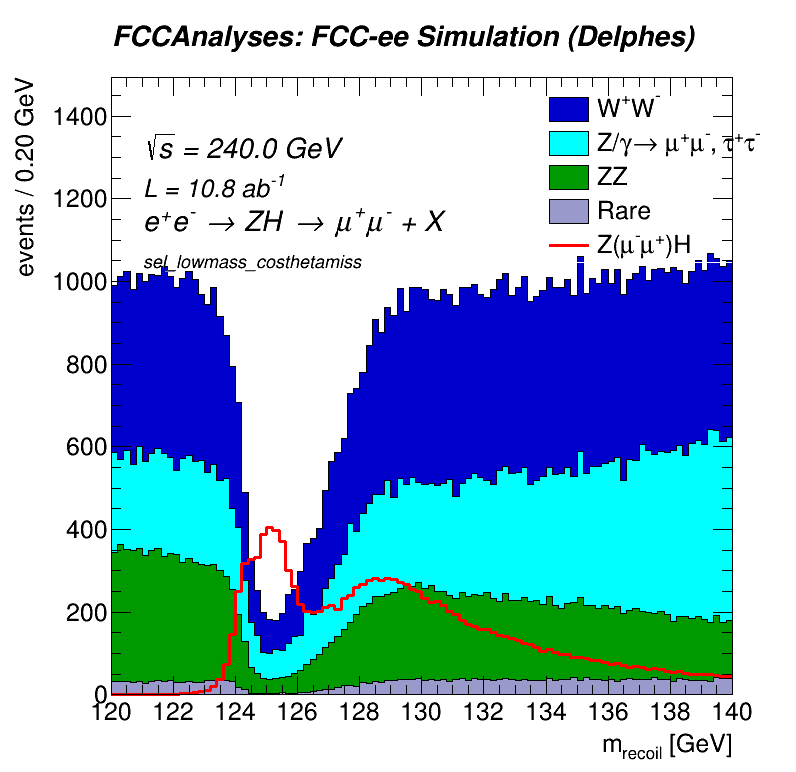 FCCAnalyses: FCC-ee Simulation (Delphes)
events / 0.20 GeV
1400
1200
1000
800
600
400
200
0
√s = 240.0 GeV
L = 10.8 ab⁻¹
e⁺e⁻ → ZH → μ⁺μ⁻ + X
sel_lowmass_costhetamiss
W⁺W⁻
Z/γ→ μ⁺μ⁻, τ⁺τ⁻
ZZ
Rare
Z(μ⁻μ⁺)H
120 122 124 126 128 130 132 134 136 138 140
m_recoil [GeV]